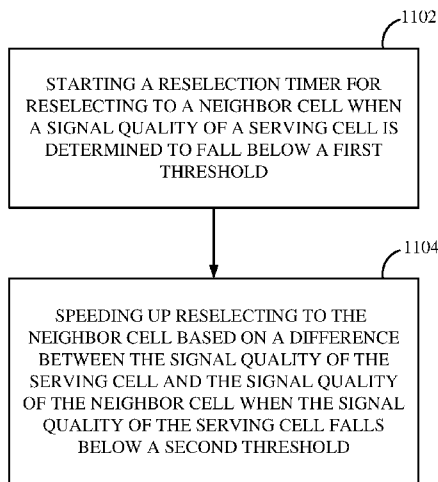 1102
STARTING A RESELECTION TIMER FOR
RESELECTING TO A NEIGHBOR CELL WHEN
A SIGNAL QUALITY OF A SERVING CELL IS
DETERMINED TO FALL BELOW A FIRST
THRESHOLD
1104
SPEEDING UP RESELECTING TO THE
NEIGHBOR CELL BASED ON A DIFFERENCE
BETWEEN THE SIGNAL QUALITY OF THE
SERVING CELL AND THE SIGNAL QUALITY
OF THE NEIGHBOR CELL WHEN THE SIGNAL
QUALITY OF THE SERVING CELL FALLS
BELOW A SECOND THRESHOLD